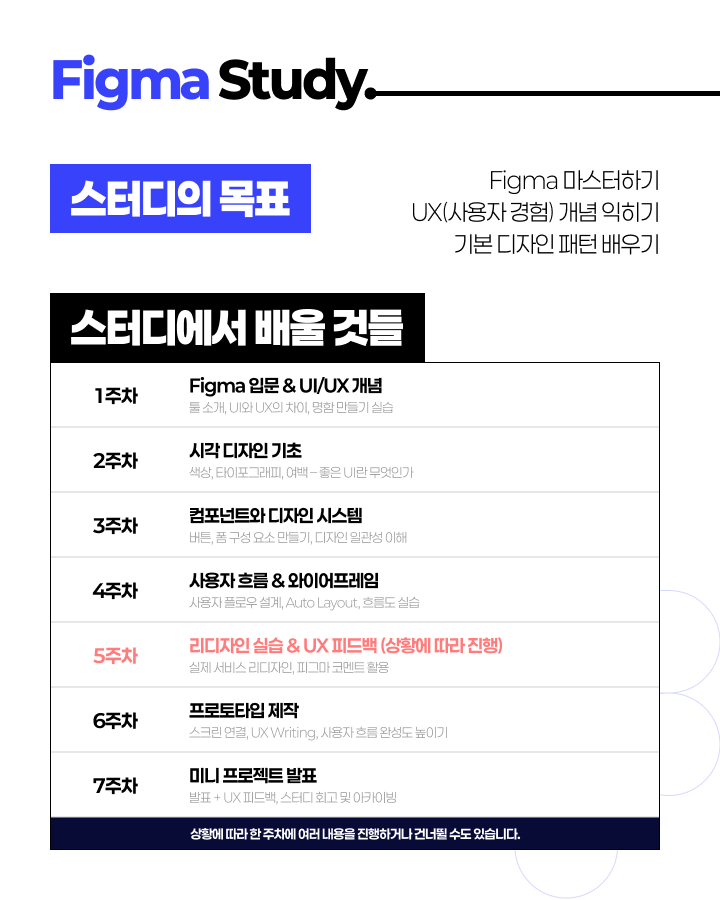 Figma Study.
스터디의 목표
Figma 마스터하기
UX(사용자 경험) 개념 익히기
기본 디자인 패턴 배우기
스터디에서 배울 것들
1주차
Figma 입문 & UI/UX 개념
툴 소개, UI와 UX의 차이, 명함 만들기 실습
2주차
시각 디자인 기초
색상, 타이포그래피, 여백 – 좋은 UI란 무엇인가
3주차
컴포넌트와 디자인 시스템
버튼, 폼 구성 요소 만들기, 디자인 일관성 이해
4주차
사용자 흐름 & 와이어프레임
사용자 플로우 설계, Auto Layout, 흐름도 실습
5주차
리디자인 실습 & UX 피드백 (상황에 따라 진행)
실제 서비스 리디자인, 피그마 코멘트 활용
6주차
프로토타입 제작
스크린 연결, UX Writing, 사용자 흐름 완성도 높이기
7주차
미니 프로젝트 발표
발표 + UX 피드백, 스터디 회고 및 아카이빙
상황에 따라 한 주차에 여러 내용을 진행하거나 건너뛸 수도 있습니다.